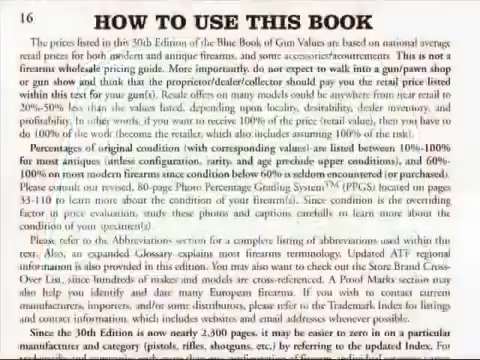 16
HOW TO USE THIS BOOK
The prices listed in this 30th Edition of the Blue Book of Gun Values are based on national average
retail prices for both modern and antique firearms, and some accessories/accoutrements. This is not a
firearms wholesale pricing guide. More importantly, do not expect to walk into a gun/pawn shop
or gun show and think that the proprietor/dealer/collector should pay you the retail price listed
within this text for your gun(s). Resale offers on many models could be anywhere from near retail to
20%-50% less than the values listed, depending upon locality, desirability, dealer inventory, and
profitability. In other words, if you want to receive 100% of the price (retail value), then you have to
do 100% of the work (become the retailer, which also includes assuming 100% of the risk).
Percentages of original condition (with corresponding values) are listed between 10%-100%
for most antiques (unless configuration, rarity, and age preclude upper conditions), and 60%-
100% on most modern firearms since condition below 60% is seldom encountered (or purchased).
Please consult our revised, 80-page Photo Percentage Grading System™ (PPGS) located on pages
33-110 to learn more about the condition of your firearm(s). Since condition is the overriding
factor in price evaluation, study these photos and captions carefully to learn more about the
condition of your specimen(s).
Please refer to the Abbreviations section for a complete listing of abbreviations used within this
text. Also, an expanded Glossary explains most firearms terminology. Updated ATF regional
information is also provided in this edition. You may also want to check out the Store Brand Cross-
Over List, since hundreds of makes and models are cross-referenced. A Proof Marks section may
also help you identify and date many European firearms. If you wish to contact current
manufacturers, importers, and/or some distributors, please refer to the Trademark Index for listings
and contact information, which includes websites and email addresses whenever possible.
Since the 30th Edition is now nearly 2,300 pages, it may be easier to zero in on a particular
manufacturer and category (pistols, rifles, shotguns, etc.) by referring to the updated Index. For